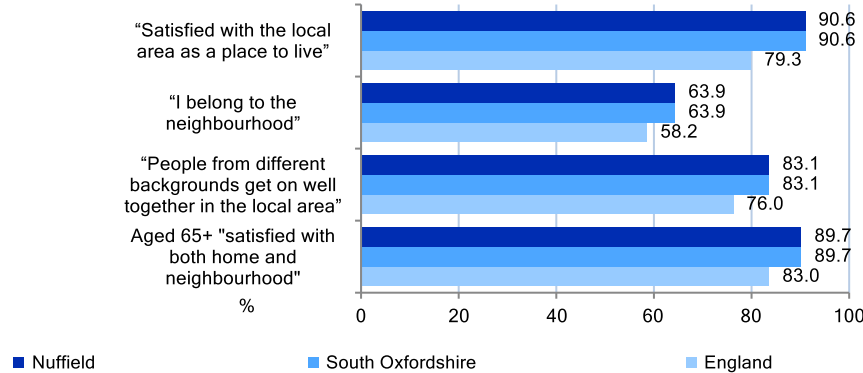 “Satisfied with the local
area as a place to live”
90.6
90.6
79.3
“I belong to the
neighbourhood”
63.9
63.9
58.2
“People from different
backgrounds get on well
together in the local area”
83.1
83.1
76.0
Aged 65+ "satisfied with
both home and
neighbourhood"
89.7
89.7
83.0
%
0 20 40 60 80 100
Nuffield South Oxfordshire England